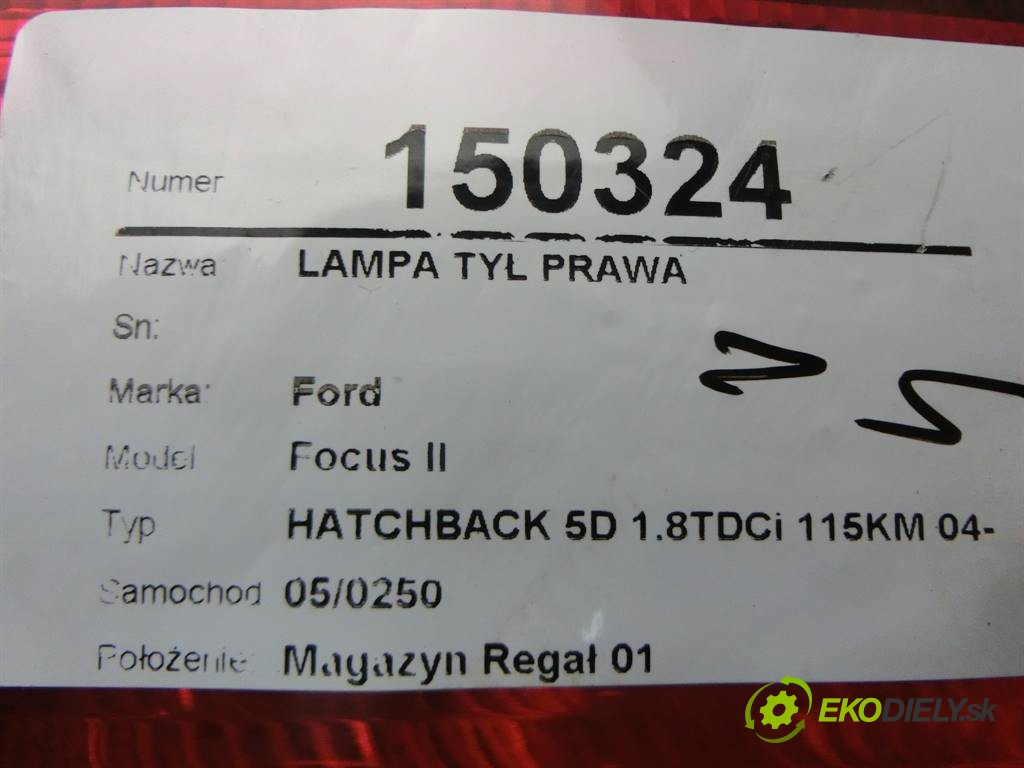 Numer 150324
Nazwa: LAMPA TYŁ PRAWA
Sn:
Marka: Ford
Model Focus II
Typ HATCHBACK 5D 1.8TDCi 115KM 04-
Samochod 05/0250
Położenie: Magazyn Regał 01
EKODIELY.sk